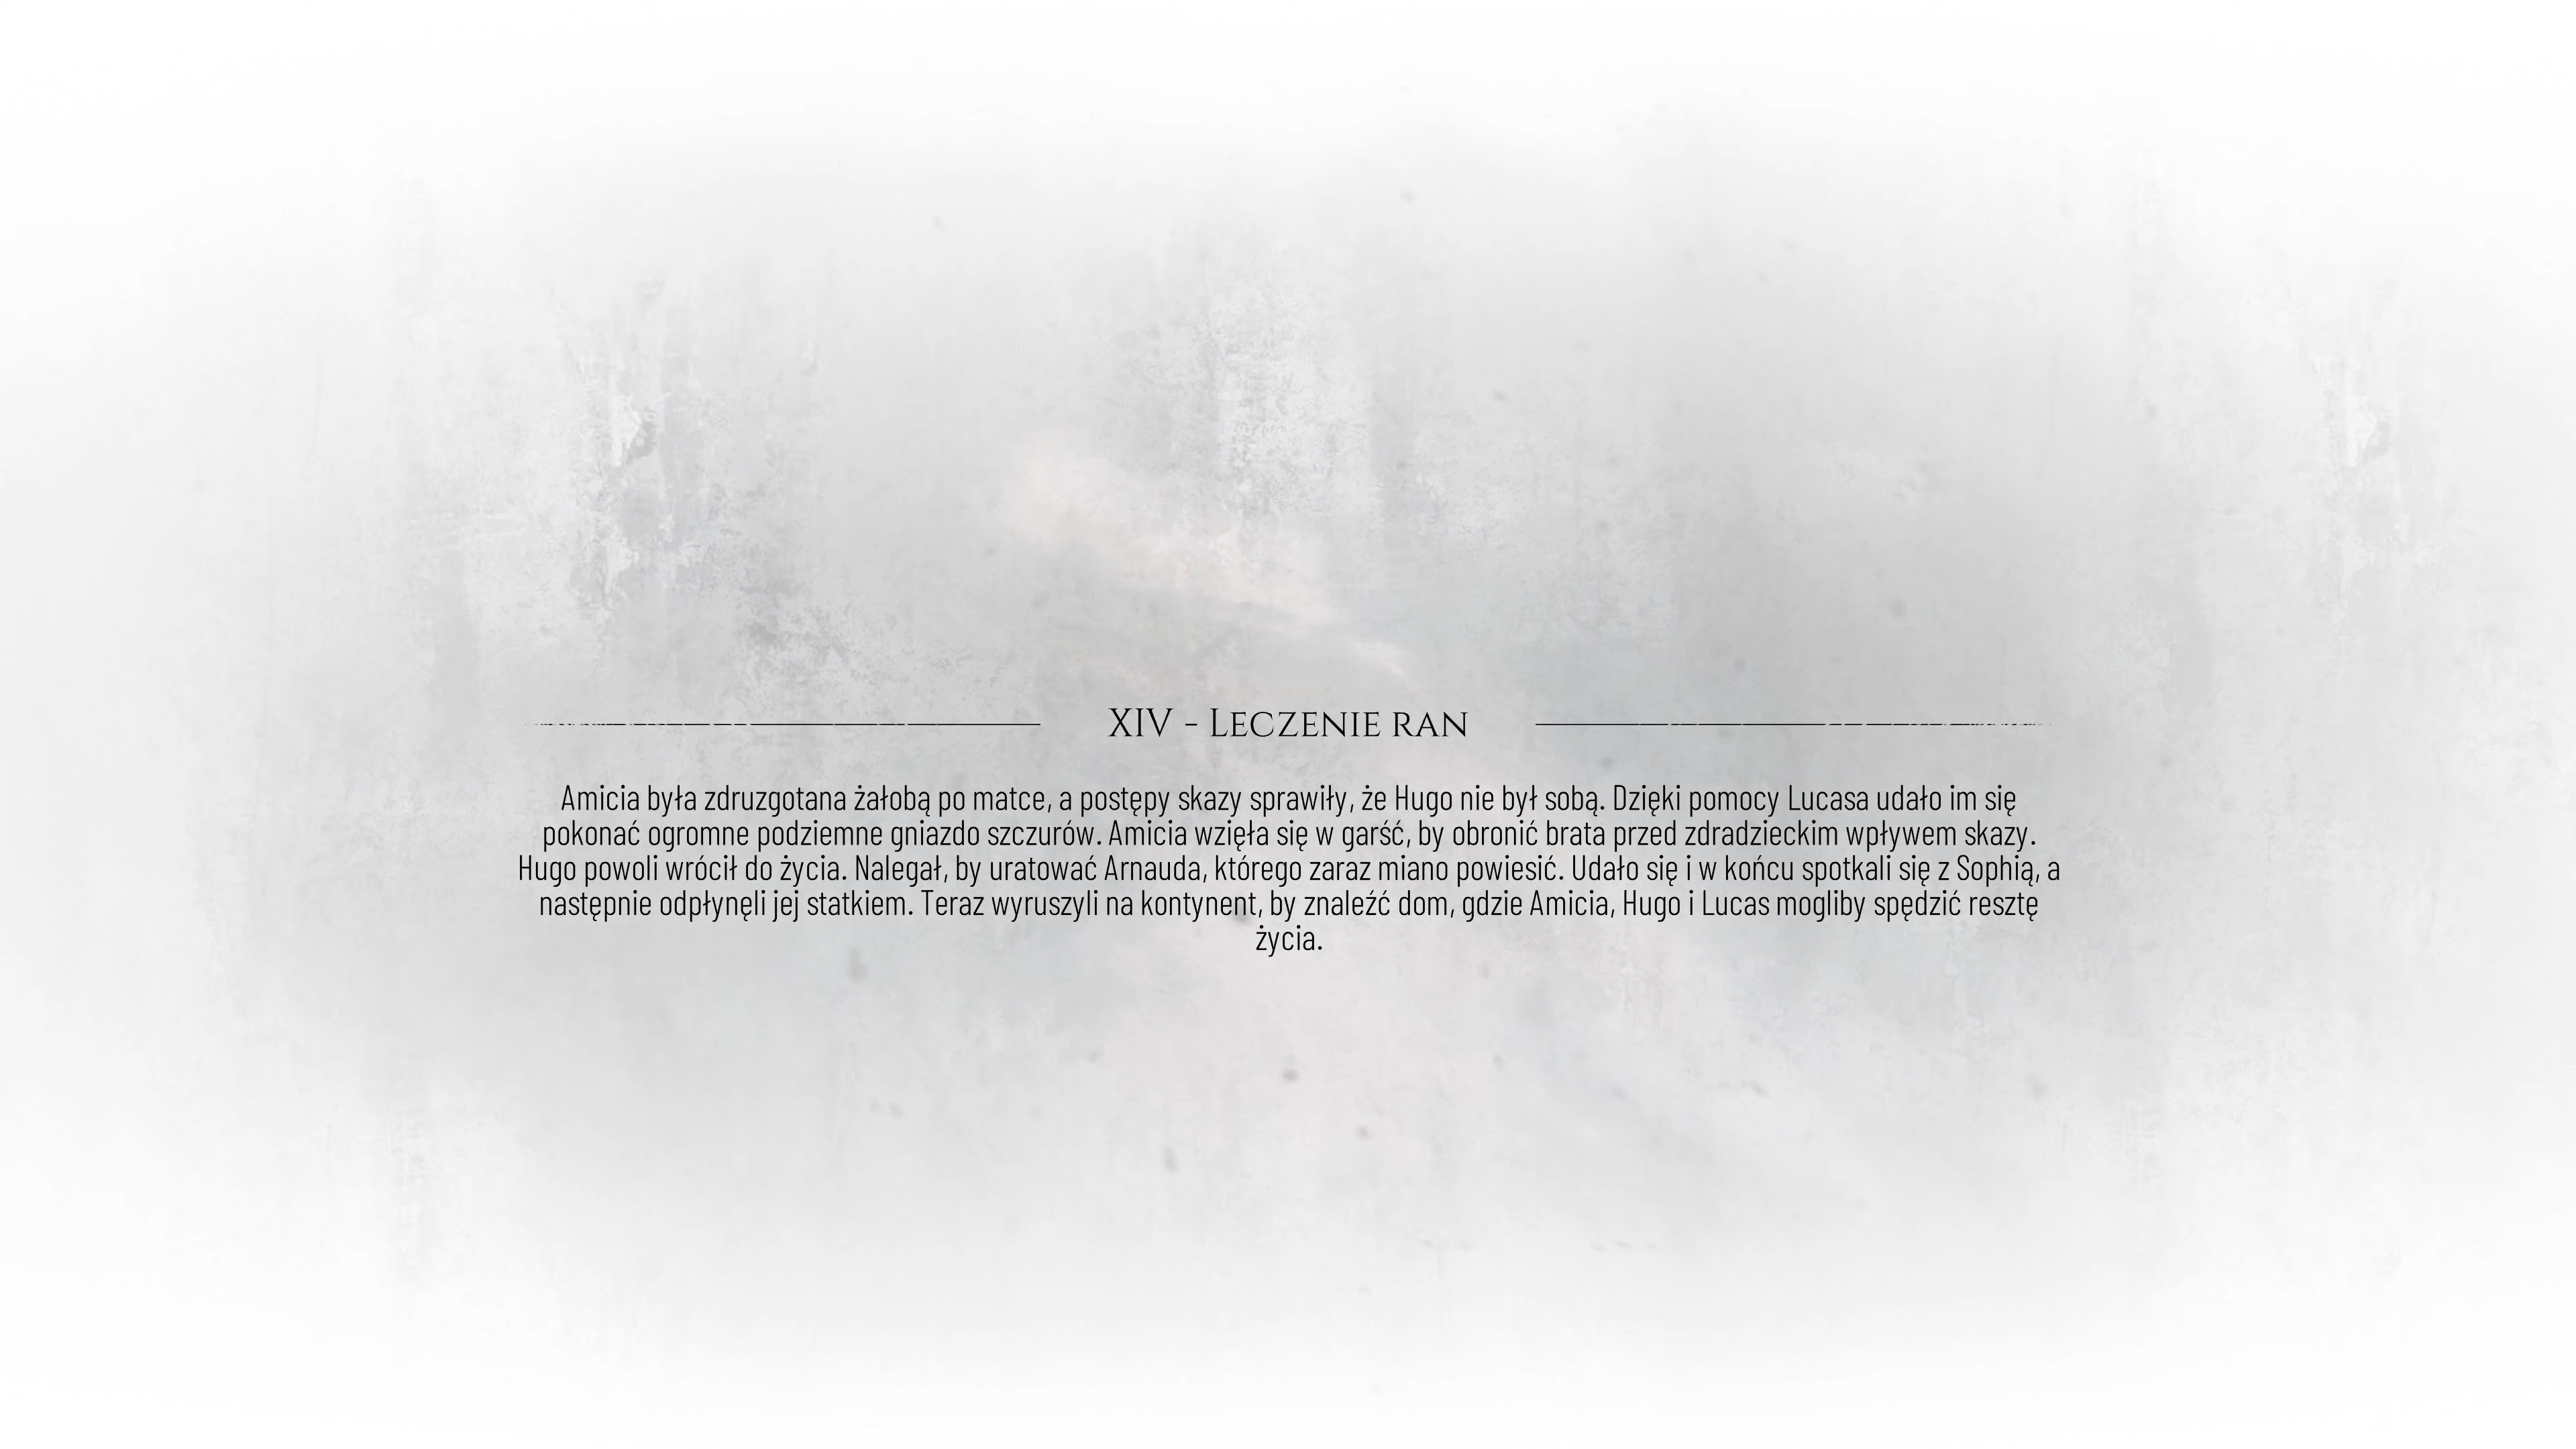 XIV - Leczenie ran
Amicia była zdruzgotana żałobą po matce, a postępy skazy sprawiły, że Hugo nie był sobą. Dzięki pomocy Lucasa udało im się
pokonać ogromne podziemne gniazdo szczurów. Amicia wzięła się w garść, by obronić brata przed zdradzieckim wpływem skazy.
Hugo powoli wrócił do życia. Nalegał, by uratować Arnauda, którego zaraz miano powiesić. Udało się i w końcu spotkali się z Sophią, a
następnie odpłynęli jej statkiem. Teraz wyruszyli na kontynent, by znaleźć dom, gdzie Amicia, Hugo i Lucas mogliby spędzić resztę
życia.